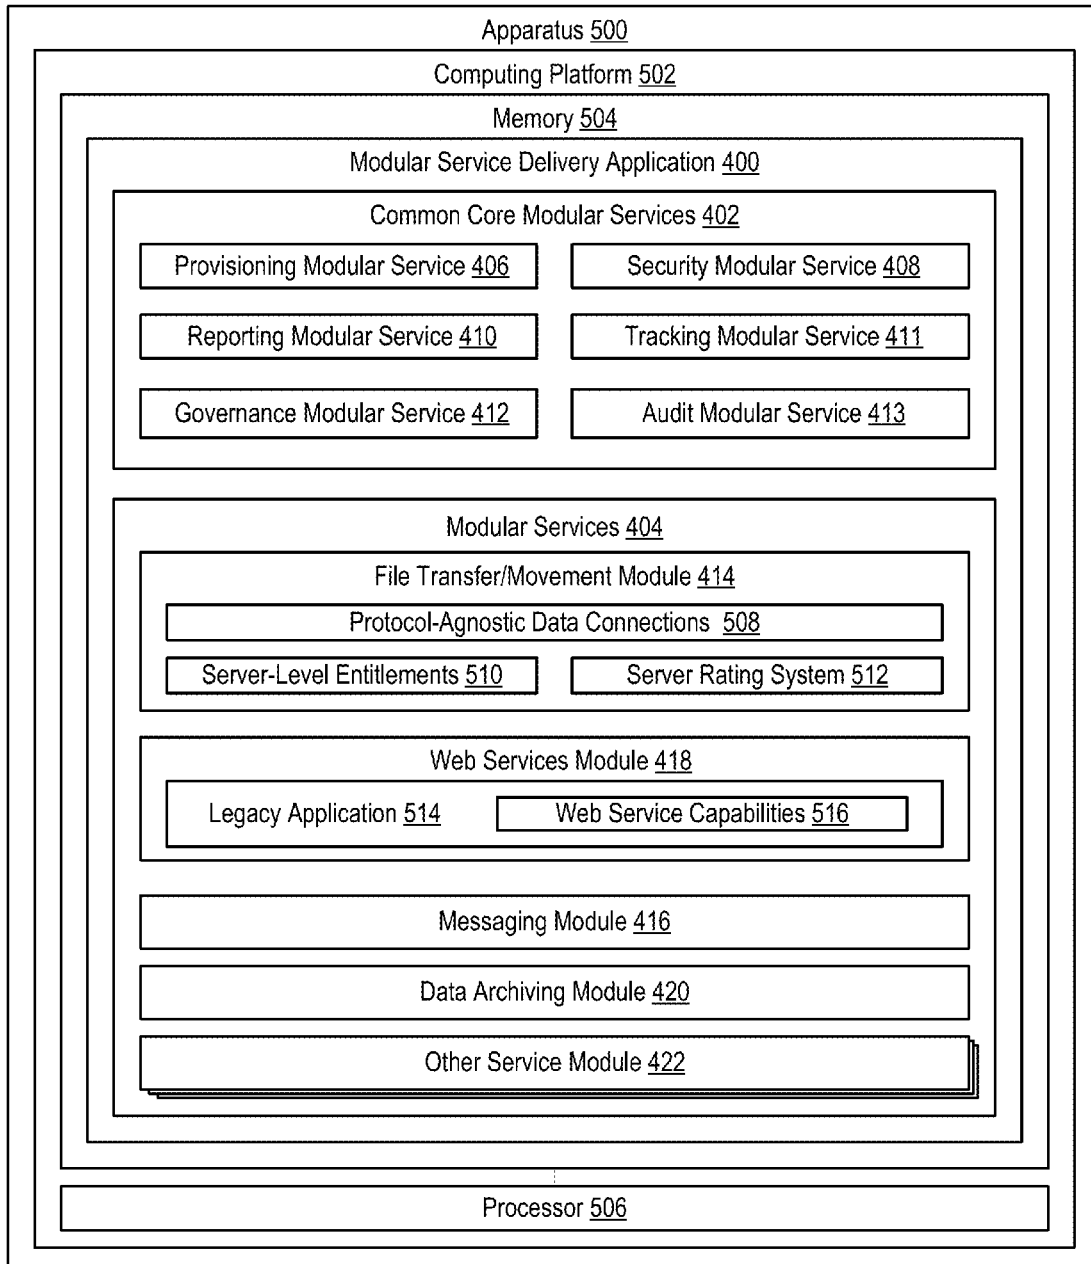 Apparatus 500
Computing Platform 502
Memory 504
Modular Service Delivery Application 400
Common Core Modular Services 402
Provisioning Modular Service 406
Security Modular Service 408
Reporting Modular Service 410
Tracking Modular Service 411
Governance Modular Service 412
Audit Modular Service 413
Modular Services 404
File Transfer/Movement Module 414
Protocol-Agnostic Data Connections 508
Server-Level Entitlements 510
Server Rating System 512
Web Services Module 418
Legacy Application 514
Web Service Capabilities 516
Messaging Module 416
Data Archiving Module 420
Other Service Module 422
Processor 506